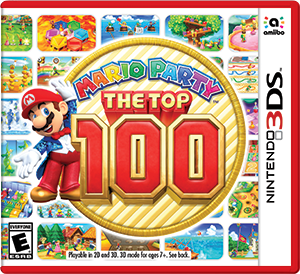 amiibo
MARIO PARTY
THE TOP
100
™
NINTENDO 3DS
EVERYONE
E
ESRB
Playable in 2D and 3D. 3D mode for ages 7+. See back.